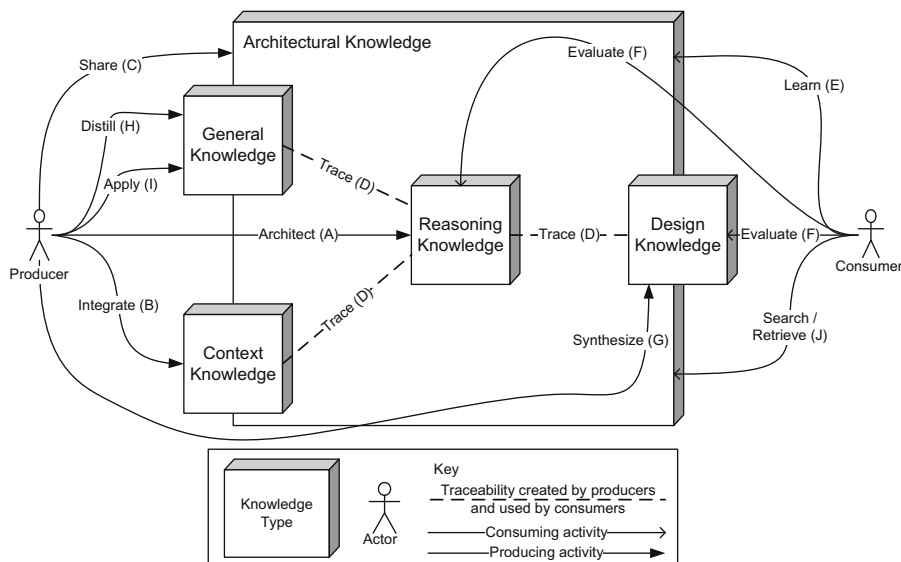 Architectural Knowledge
Share (C)
Evaluate (F)
Learn (E)
Distill (H)
General
Knowledge
Trace (D)
Apply (I)
Architect (A)
Reasoning
Knowledge
Trace (D)
Design
Knowledge
Evaluate (F)
Producer
Consumer
Integrate (B)
Trace (D)
Context
Knowledge
Synthesize (G)
Search /
Retrieve (J)
Key
Knowledge
Type
Actor
Traceability created by producers
and used by consumers
Consuming activity
Producing activity